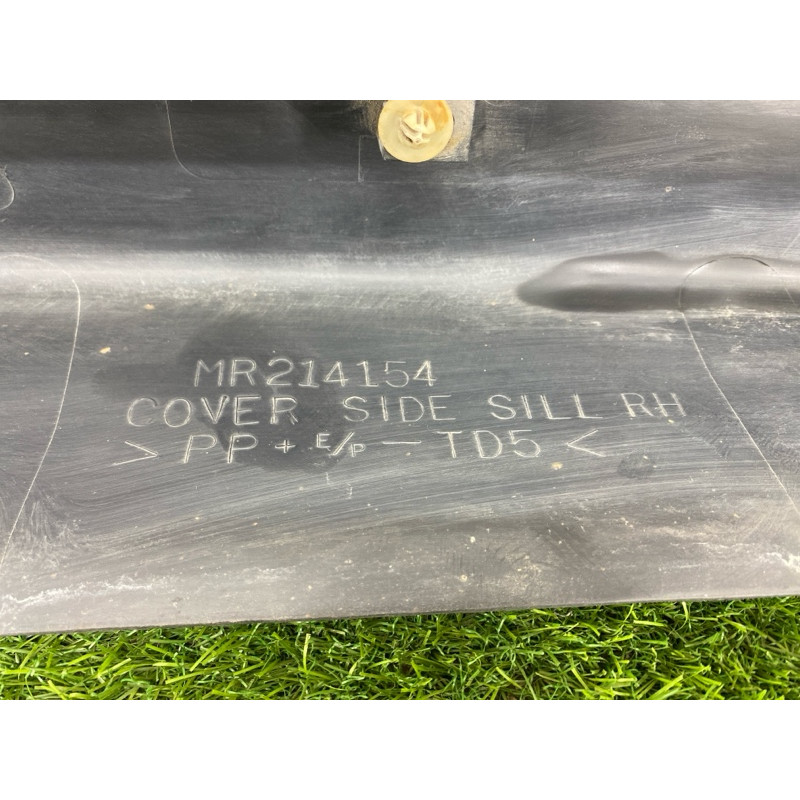 MR214154
COVER SIDE SILL RH
> PP + E/P - TD5 <